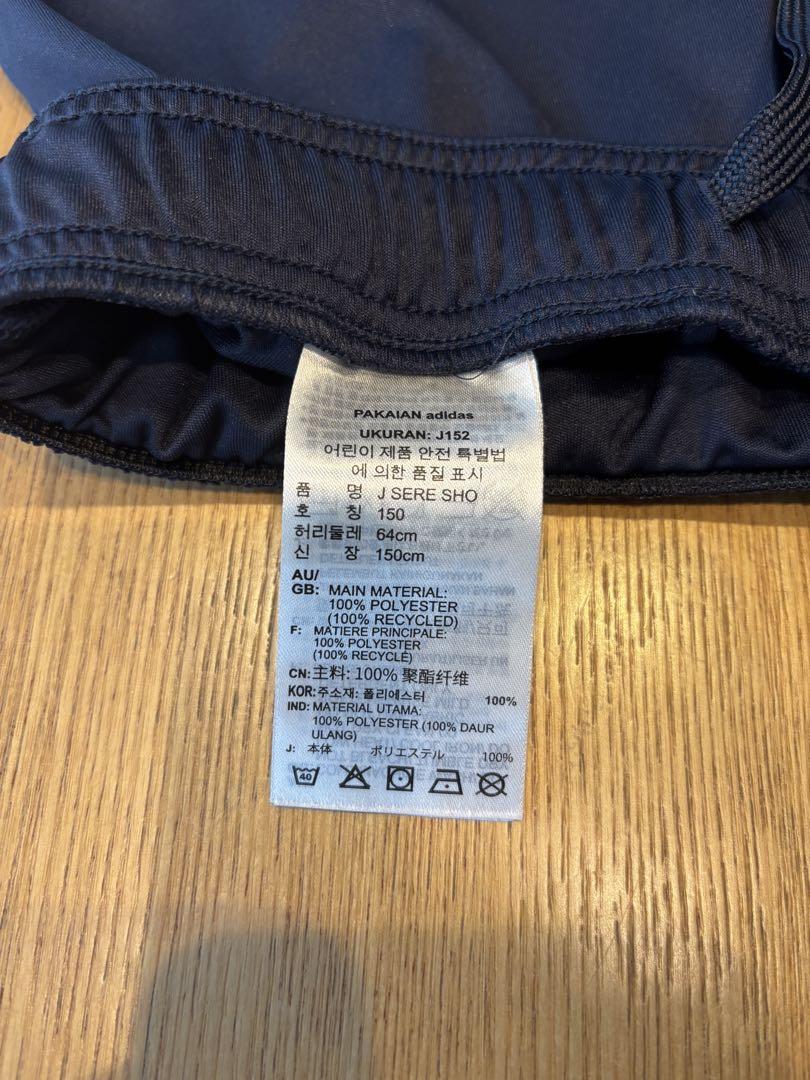 PAKAIAN adidas
UKURAN: J152
어린이 제품 안전 특별법
에 의한 품질 표시
품 명 J SERE SHO
호 칭 150
허리둘레 64cm
신 장 150cm
AU/
GB: MAIN MATERIAL:
100% POLYESTER
(100% RECYCLED)
F: MATIERE PRINCIPALE:
100% POLYESTER
(100% RECYCLÉ)
CN: 主料: 100% 聚酯纤维
KOR: 주소재: 폴리에스터 100%
IND: MATERIAL UTAMA:
100% POLYESTER (100% DAUR
ULANG)
J: 本体 ポリエステル 100%
40